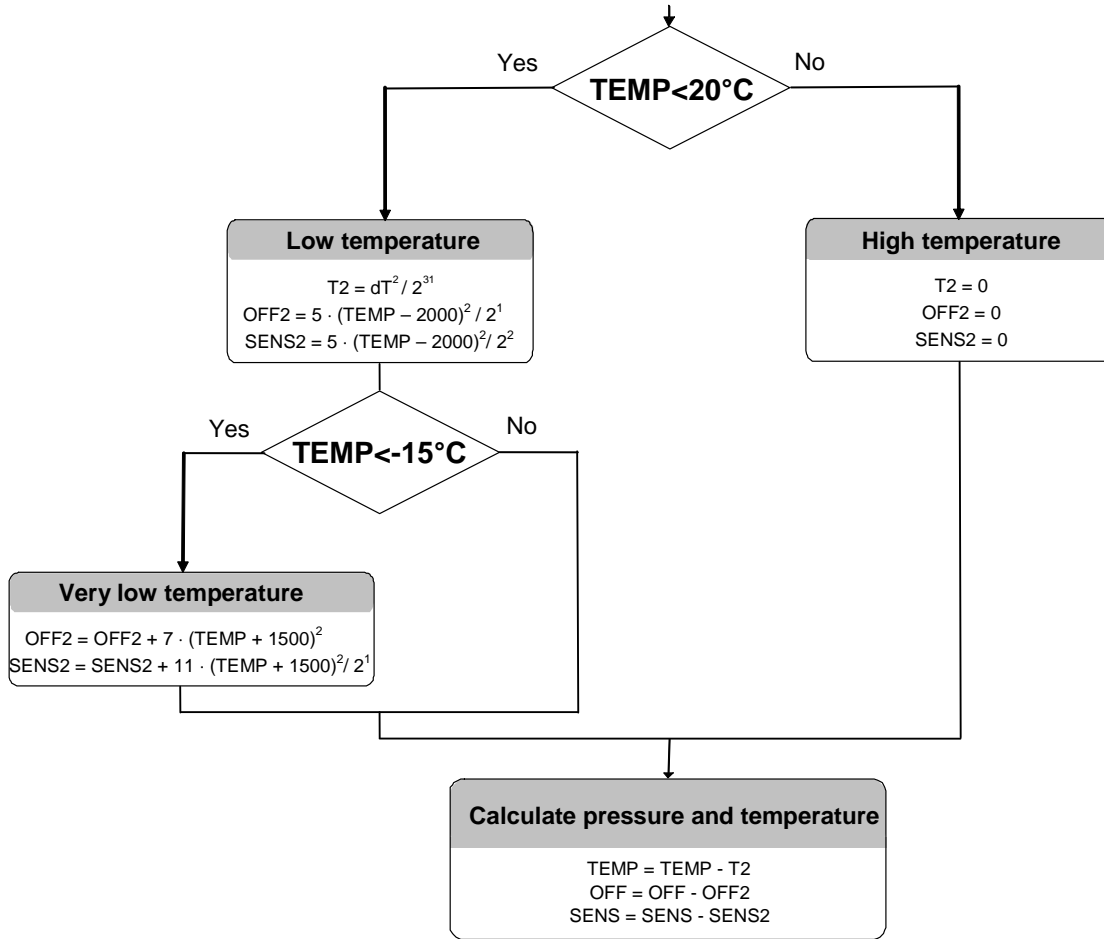 Yes
No
TEMP<20°C
Low temperature
T2 = dT² / 2³¹
OFF2 = 5 ⋅ (TEMP – 2000)² / 2¹
SENS2 = 5 ⋅ (TEMP – 2000)² / 2²
High temperature
T2 = 0
OFF2 = 0
SENS2 = 0
Yes
No
TEMP<-15°C
Very low temperature
OFF2 = OFF2 + 7 ⋅ (TEMP + 1500)²
SENS2 = SENS2 + 11 ⋅ (TEMP + 1500)² / 2¹
Calculate pressure and temperature
TEMP = TEMP - T2
OFF = OFF - OFF2
SENS = SENS - SENS2